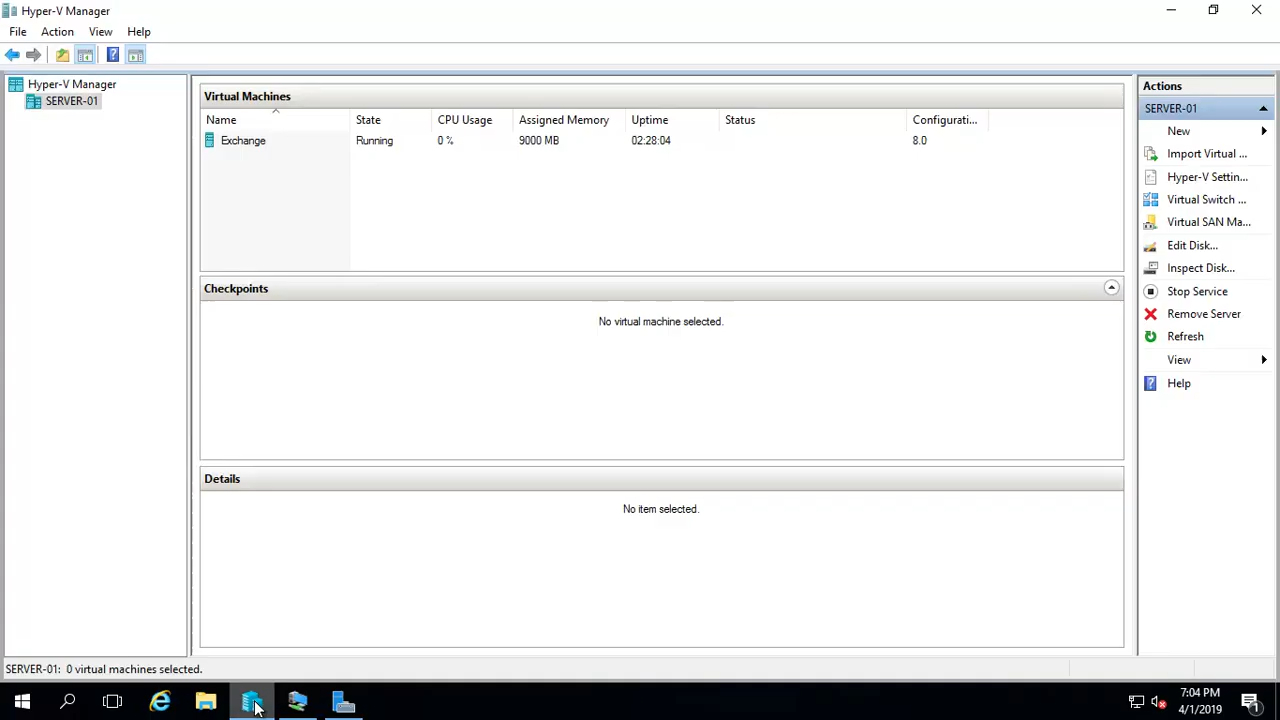 Hyper-V Manager
File Action View Help
Hyper-V Manager
SERVER-01
Virtual Machines
Name State CPU Usage Assigned Memory Uptime Status Configurati...
Exchange Running 0 % 9000 MB 02:28:04 8.0
Checkpoints
No virtual machine selected.
Details
No item selected.
Actions
SERVER-01
New
Import Virtual ...
Hyper-V Settin...
Virtual Switch ...
Virtual SAN Ma...
Edit Disk...
Inspect Disk...
Stop Service
Remove Server
Refresh
View
Help
SERVER-01: 0 virtual machines selected.
7:04 PM
4/1/2019
1